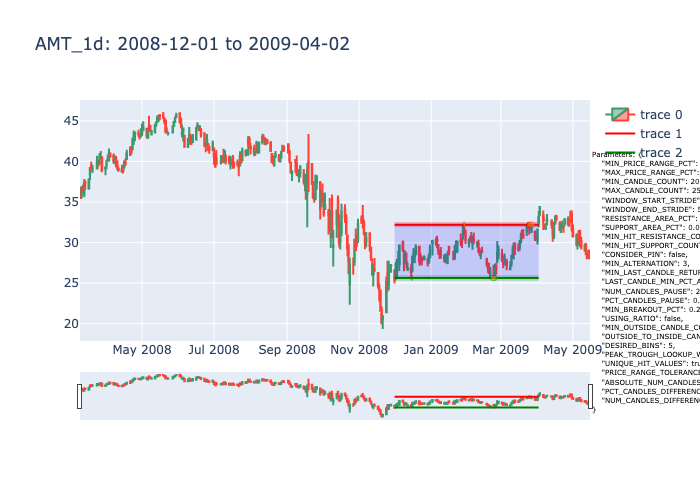 AMT_1d: 2008-12-01 to 2009-04-02
45
40
35
30
25
20
May 2008
Jul 2008
Sep 2008
Nov 2008
Jan 2009
Mar 2009
May 2009
trace 0
trace 1
trace 2
Parameters: {
"MIN_PRICE_RANGE_PCT":
"MAX_PRICE_RANGE_PCT":
"MIN_CANDLE_COUNT": 20
"MAX_CANDLE_COUNT": 25
"WINDOW_START_STRIDE"
"WINDOW_END_STRIDE": 5
"RESISTANCE_AREA_PCT":
"SUPPORT_AREA_PCT": 0.0
"MIN_HIT_RESISTANCE_CO
"MIN_HIT_SUPPORT_COUN
"CONSIDER_PIN": false,
"MIN_ALTERNATION": 3,
"MIN_LAST_CANDLE_RETUR
"LAST_CANDLE_MIN_PCT_A
"NUM_CANDLES_PAUSE": 2
"PCT_CANDLES_PAUSE": 0.
"MIN_BREAKOUT_PCT": 0.2
"USING_RATIO": false,
"MIN_OUTSIDE_CANDLE_CO
"OUTSIDE_TO_INSIDE_CAN
"DESIRED_BINS": 5,
"PEAK_TROUGH_LOOKUP_W
"UNIQUE_HIT_VALUES": tru
"PRICE_RANGE_TOLERANC
"ABSOLUTE_NUM_CANDLES
"PCT_CANDLES_DIFFERENC
"NUM_CANDLES_DIFFEREN
}